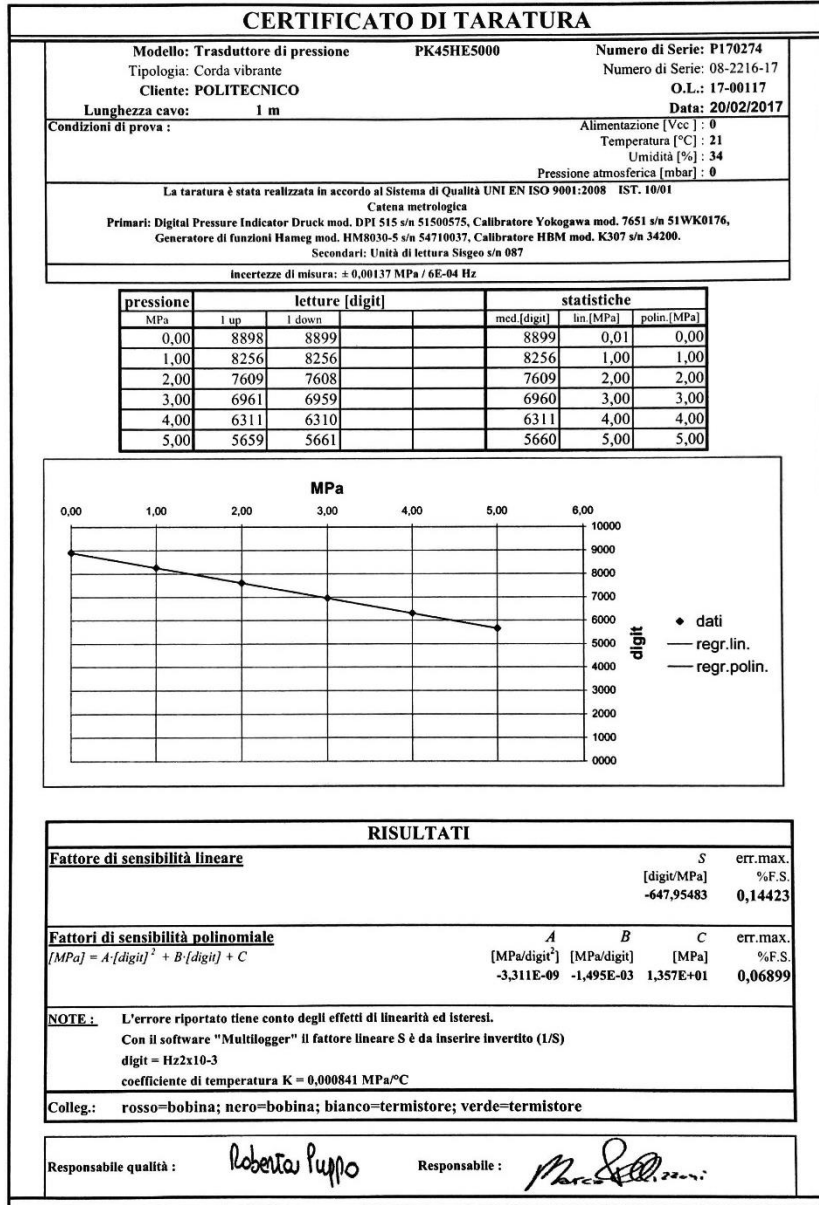 CERTIFICATO DI TARATURA
Modello: Trasduttore di pressione PK45HE5000 Numero di Serie: P170274
Tipologia: Corda vibrante Numero di Serie: 08-2216-17
Cliente: POLITECNICO O.L.: 17-00117
Lunghezza cavo: 1 m Data: 20/02/2017
Condizioni di prova : Alimentazione [Vcc ] : 0
Temperatura [°C] : 21
Umidità [%] : 34
Pressione atmosferica [mbar] : 0
La taratura è stata realizzata in accordo al Sistema di Qualità UNI EN ISO 9001:2008 IST. 10/01
Catena metrologica
Primari: Digital Pressure Indicator Druck mod. DPI 515 s/n 51500575, Calibratore Yokogawa mod. 7651 s/n 51WK0176,
Generatore di funzioni Hameg mod. HM8030-5 s/n 54710037, Calibratore HBM mod. K307 s/n 34200.
Secondari: Unità di lettura Sisgeo s/n 087
incertezze di misura: ± 0,00137 MPa / 6E-04 Hz
pressione letture [digit] statistiche
MPa 1 up 1 down med.[digit] lin.[MPa] polin.[MPa]
0,00 8898 8899 8899 0,01 0,00
1,00 8256 8256 8256 1,00 1,00
2,00 7609 7608 7609 2,00 2,00
3,00 6961 6959 6960 3,00 3,00
4,00 6311 6310 6311 4,00 4,00
5,00 5659 5661 5660 5,00 5,00
MPa
0,00 1,00 2,00 3,00 4,00 5,00 6,00
10000
9000
8000
7000
6000
5000
4000
3000
2000
1000
0000
digit
dati
regr.lin.
regr.polin.
RISULTATI
Fattore di sensibilità lineare S err.max.
[digit/MPa] %F.S.
-647,95483 0,14423
Fattori di sensibilità polinomiale A B C err.max.
[MPa] = A·[digit]² + B·[digit] + C [MPa/digit²] [MPa/digit] [MPa] %F.S.
-3,311E-09 -1,495E-03 1,357E+01 0,06899
NOTE : L'errore riportato tiene conto degli effetti di linearità ed isteresi.
Con il software "Multilogger" il fattore lineare S è da inserire invertito (1/S)
digit = Hz2x10-3
coefficiente di temperatura K = 0,000841 MPa/°C
Colleg.: rosso=bobina; nero=bobina; bianco=termistore; verde=termistore
Responsabile qualità : Roberta Puppo Responsabile : Marco